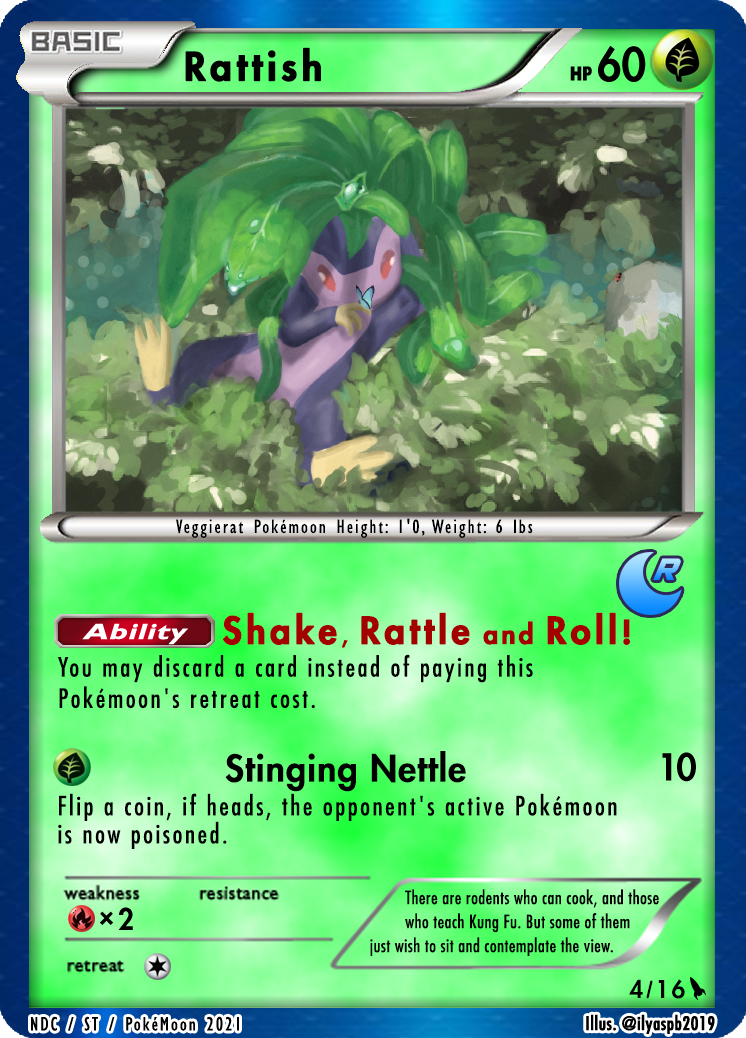 BASIC
Rattish
HP 60
Veggierat Pokémoon Height: 1'0, Weight: 6 lbs
R
Ability Shake, Rattle and Roll!
You may discard a card instead of paying this
Pokémoon's retreat cost.
Stinging Nettle 10
Flip a coin, if heads, the opponent's active Pokémoon
is now poisoned.
weakness resistance
×2
There are rodents who can cook, and those
who teach Kung Fu. But some of them
just wish to sit and contemplate the view.
retreat
4/16
NDC / ST / PokéMoon 2021
Illus. @ilyaspb2019